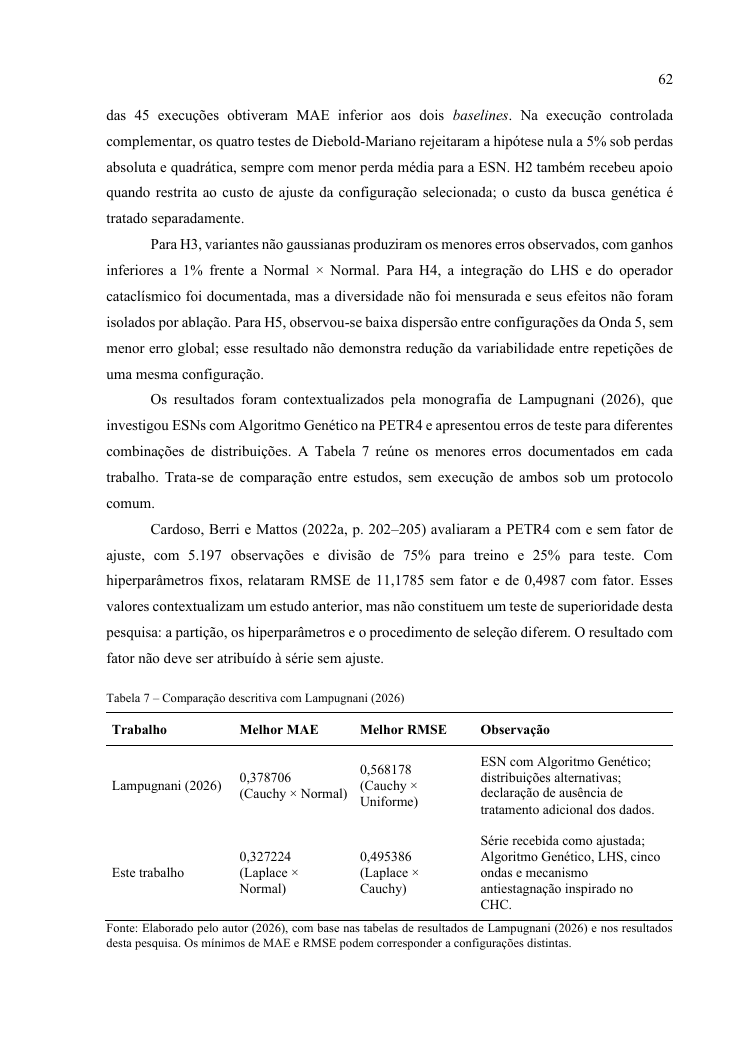 62
das 45 execuções obtiveram MAE inferior aos dois baselines. Na execução controlada
complementar, os quatro testes de Diebold-Mariano rejeitaram a hipótese nula a 5% sob perdas
absoluta e quadrática, sempre com menor perda média para a ESN. H2 também recebeu apoio
quando restrita ao custo de ajuste da configuração selecionada; o custo da busca genética é
tratado separadamente.
Para H3, variantes não gaussianas produziram os menores erros observados, com ganhos
inferiores a 1% frente a Normal × Normal. Para H4, a integração do LHS e do operador
cataclísmico foi documentada, mas a diversidade não foi mensurada e seus efeitos não foram
isolados por ablação. Para H5, observou-se baixa dispersão entre configurações da Onda 5, sem
menor erro global; esse resultado não demonstra redução da variabilidade entre repetições de
uma mesma configuração.
Os resultados foram contextualizados pela monografia de Lampugnani (2026), que
investigou ESNs com Algoritmo Genético na PETR4 e apresentou erros de teste para diferentes
combinações de distribuições. A Tabela 7 reúne os menores erros documentados em cada
trabalho. Trata-se de comparação entre estudos, sem execução de ambos sob um protocolo
comum.
Cardoso, Berri e Mattos (2022a, p. 202–205) avaliaram a PETR4 com e sem fator de
ajuste, com 5.197 observações e divisão de 75% para treino e 25% para teste. Com
hiperparâmetros fixos, relataram RMSE de 11,1785 sem fator e de 0,4987 com fator. Esses
valores contextualizam um estudo anterior, mas não constituem um teste de superioridade desta
pesquisa: a partição, os hiperparâmetros e o procedimento de seleção diferem. O resultado com
fator não deve ser atribuído à série sem ajuste.
Tabela 7 – Comparação descritiva com Lampugnani (2026)
Trabalho Melhor MAE Melhor RMSE Observação
Lampugnani (2026)
0,378706
(Cauchy × Normal)
0,568178
(Cauchy ×
Uniforme)
ESN com Algoritmo Genético;
distribuições alternativas;
declaração de ausência de
tratamento adicional dos dados.
Este trabalho
0,327224
(Laplace ×
Normal)
0,495386
(Laplace ×
Cauchy)
Série recebida como ajustada;
Algoritmo Genético, LHS, cinco
ondas e mecanismo
antiestagnação inspirado no
CHC.
Fonte: Elaborado pelo autor (2026), com base nas tabelas de resultados de Lampugnani (2026) e nos resultados
desta pesquisa. Os mínimos de MAE e RMSE podem corresponder a configurações distintas.